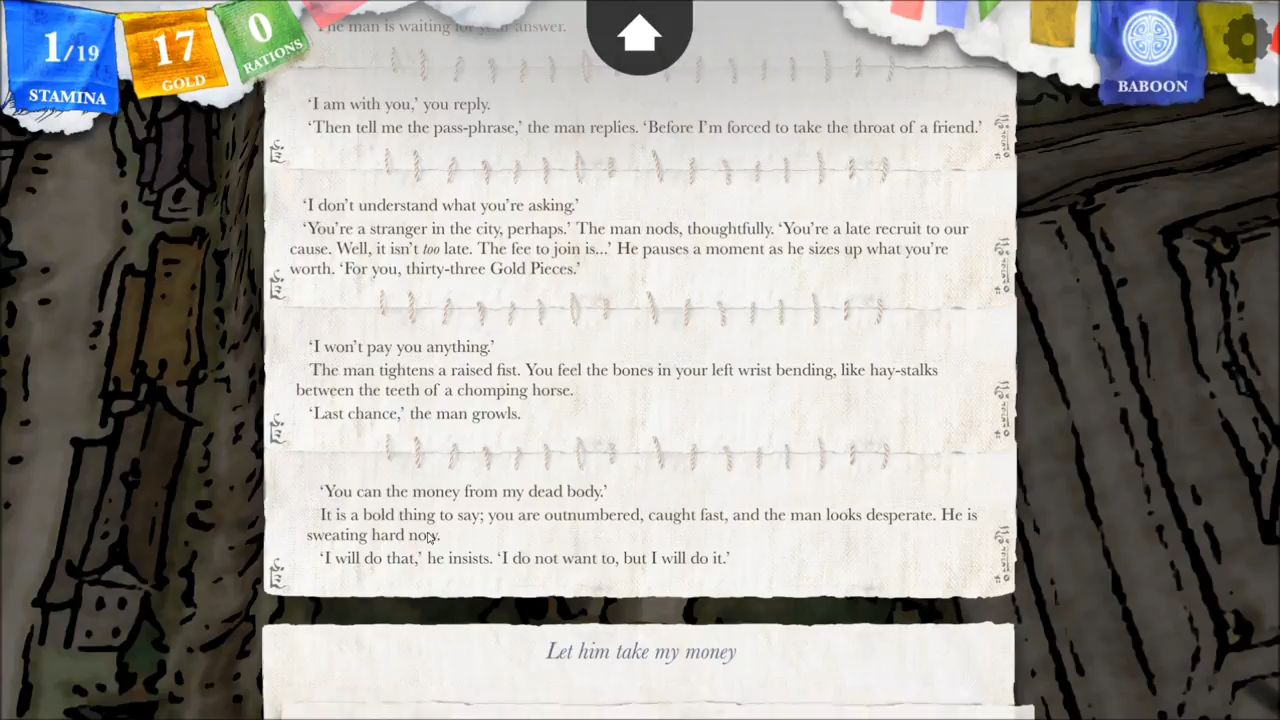 1/19
STAMINA
17
GOLD
0
RATIONS
BABOON
The man is waiting for your answer.
‘I am with you,’ you reply.
‘Then tell me the pass-phrase,’ the man replies. ‘Before I’m forced to take the throat of a friend.’
‘I don’t understand what you’re asking.’
‘You’re a stranger in the city, perhaps.’ The man nods, thoughtfully. ‘You’re a late recruit to our
cause. Well, it isn’t too late. The fee to join is...’ He pauses a moment as he sizes up what you’re
worth. ‘For you, thirty-three Gold Pieces.’
‘I won’t pay you anything.’
The man tightens a raised fist. You feel the bones in your left wrist bending, like hay-stalks
between the teeth of a chomping horse.
‘Last chance,’ the man growls.
‘You can the money from my dead body.’
It is a bold thing to say; you are outnumbered, caught fast, and the man looks desperate. He is
sweating hard now.
‘I will do that,’ he insists. ‘I do not want to, but I will do it.’
Let him take my money